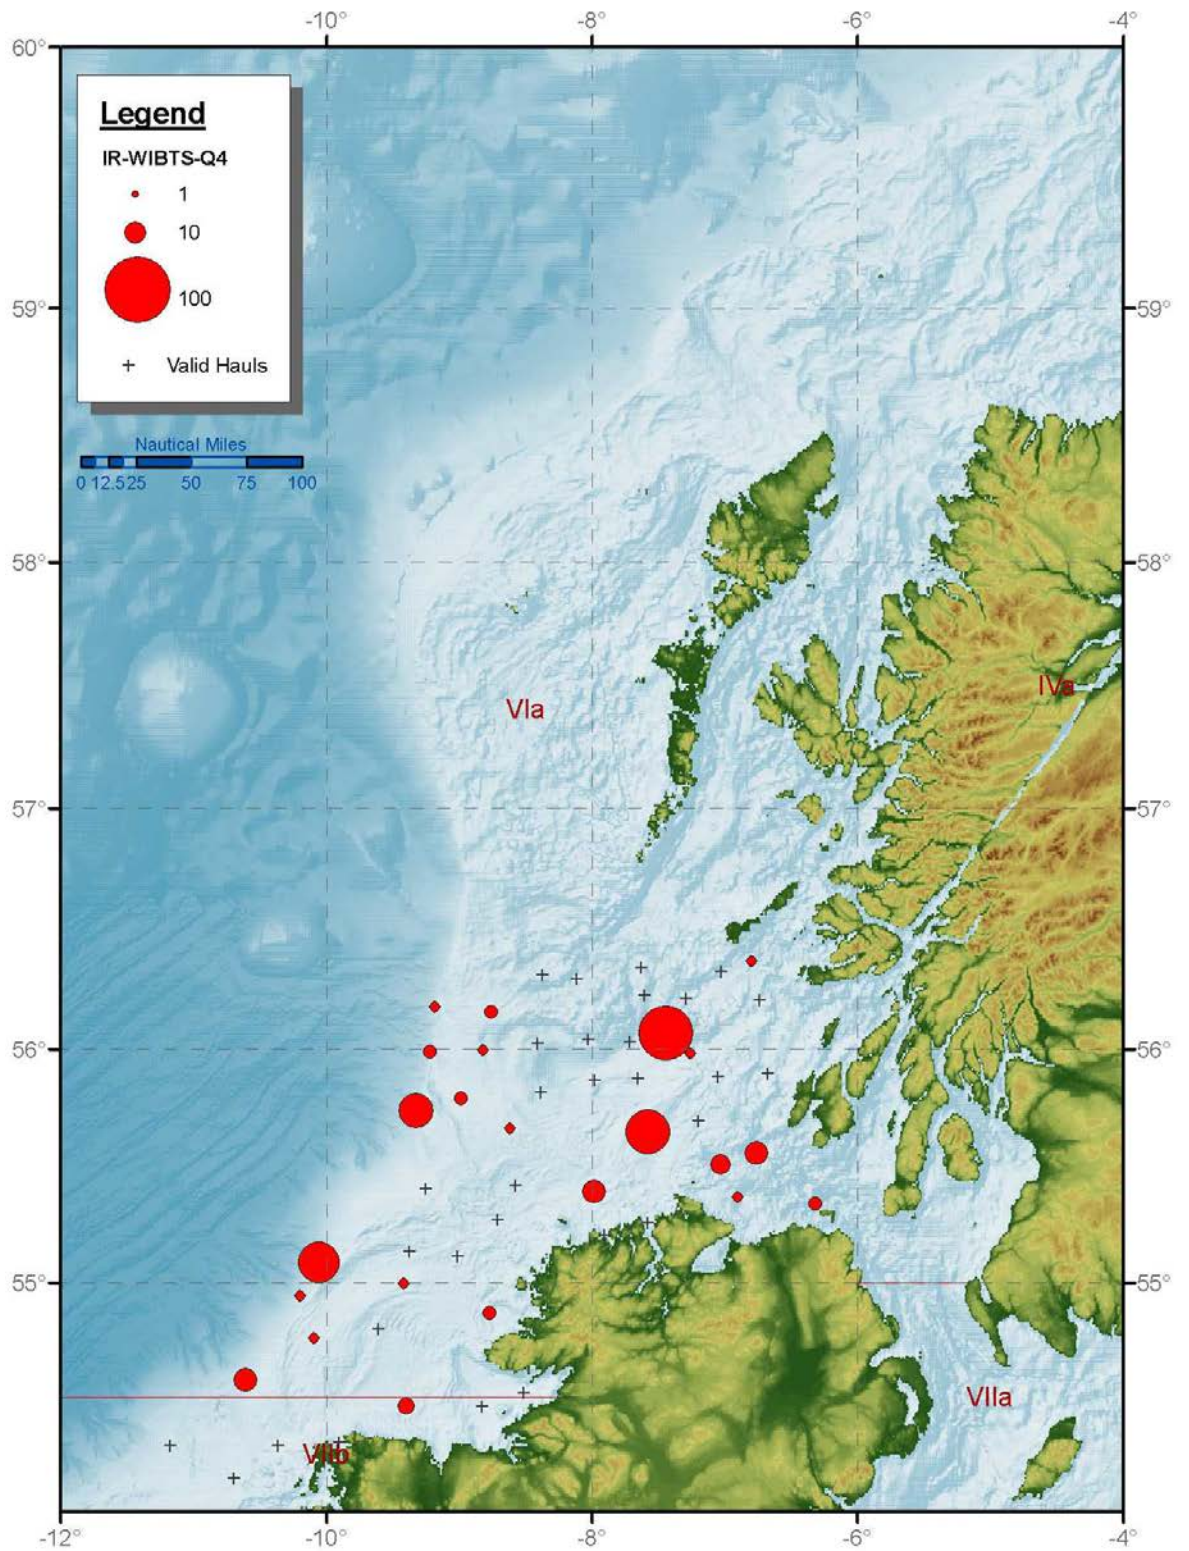 -10° -8° -6° -4°
60°
Legend
IR-WIBTS-Q4
1
10
100
Valid Hauls
59° 59°
Nautical Miles
0 12.5 25 50 75 100
58° 58°
IVa
VIa
57° 57°
56° 56°
55° 55°
VIIa
VIIb
-12° -10° -8° -6° -4°